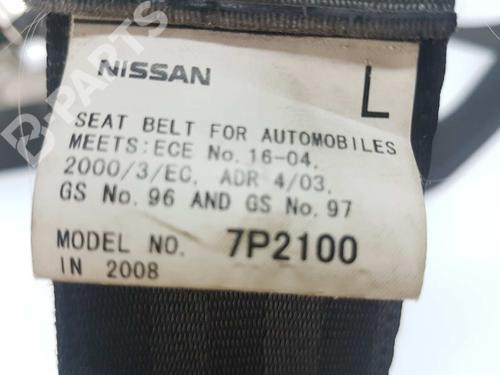 NISSAN L
SEAT BELT FOR AUTOMOBILES
MEETS:ECE No.16-04,
2000/3/EC, ADR 4/03,
GS No.96 AND GS No.97
MODEL NO. 7P2100
IN 2008
B-PARTS